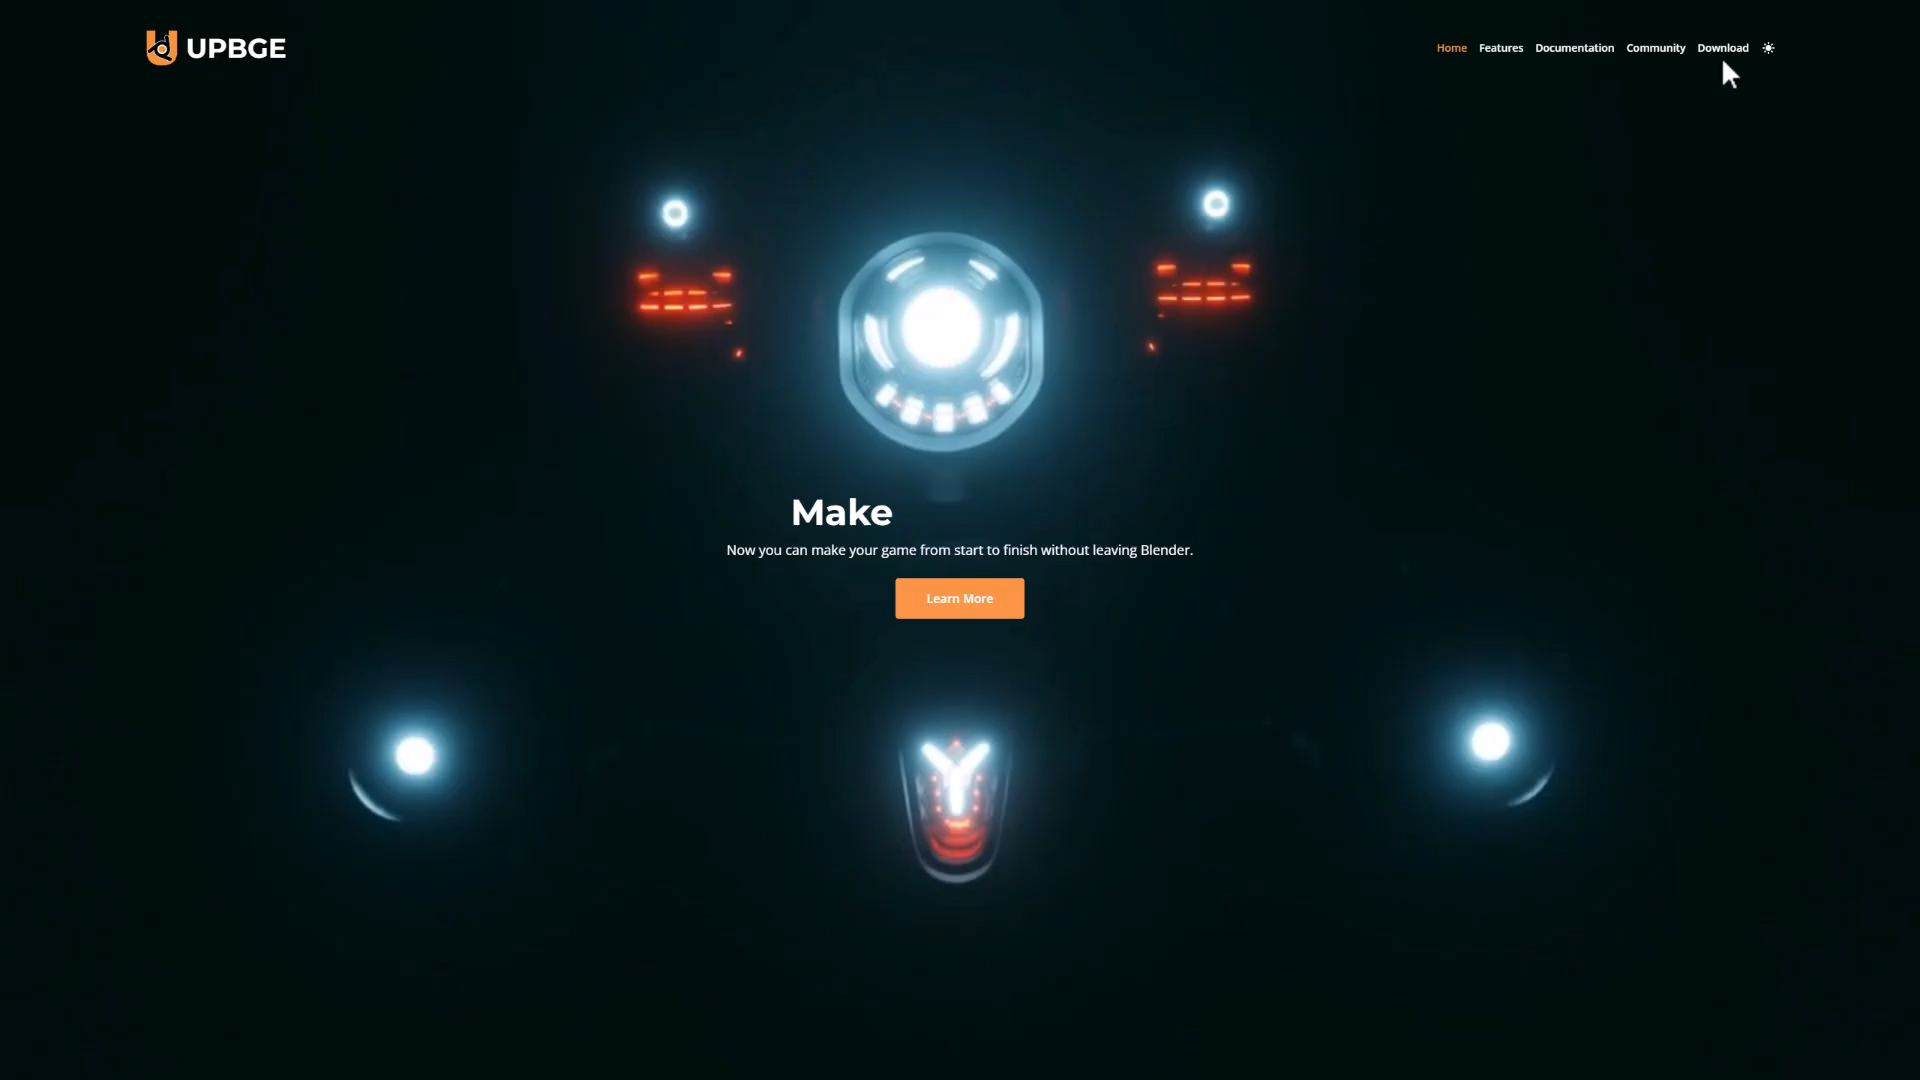 UPBGE
Home Features Documentation Community Download
Make
Now you can make your game from start to finish without leaving Blender.
Learn More